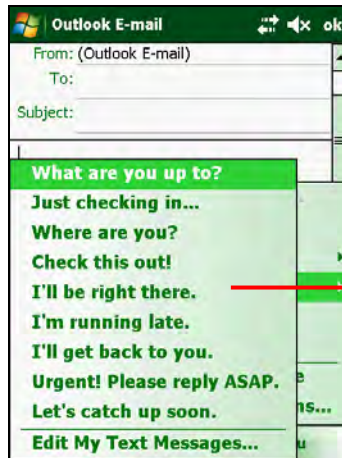 Outlook E-mail ok
From: (Outlook E-mail)
To:
Subject:
What are you up to?
Just checking in...
Where are you?
Check this out!
I'll be right there.
I'm running late.
I'll get back to you.
Urgent! Please reply ASAP.
e
Let's catch up soon.
ns...
Edit My Text Messages...
u